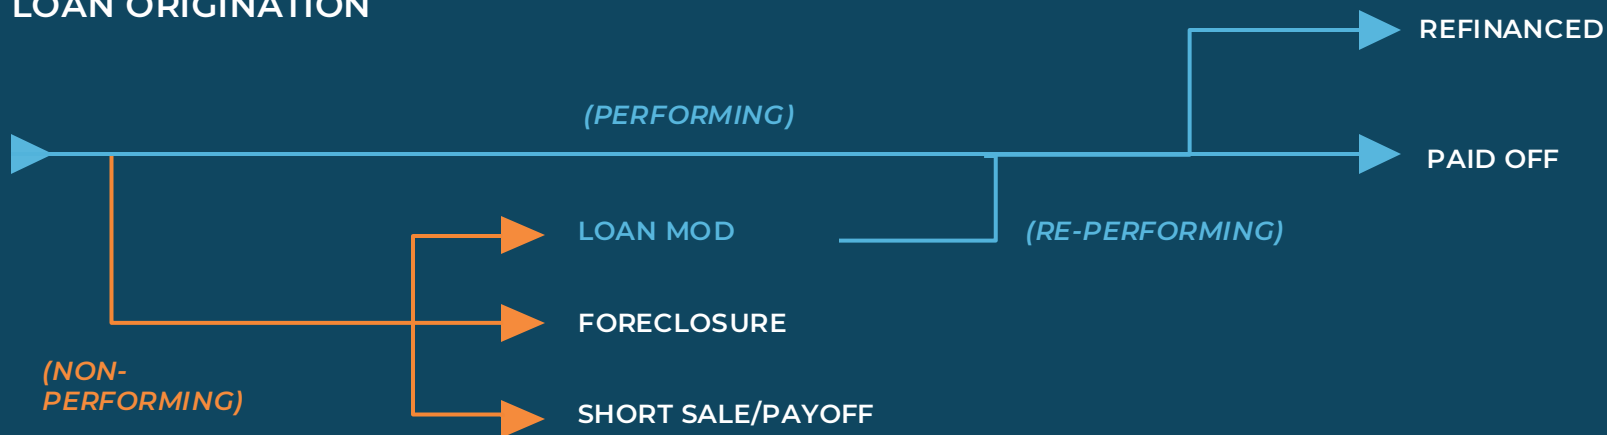 LOAN ORIGINATION
REFINANCED
(PERFORMING)
PAID OFF
LOAN MOD
(RE-PERFORMING)
FORECLOSURE
(NON-
PERFORMING)
SHORT SALE/PAYOFF